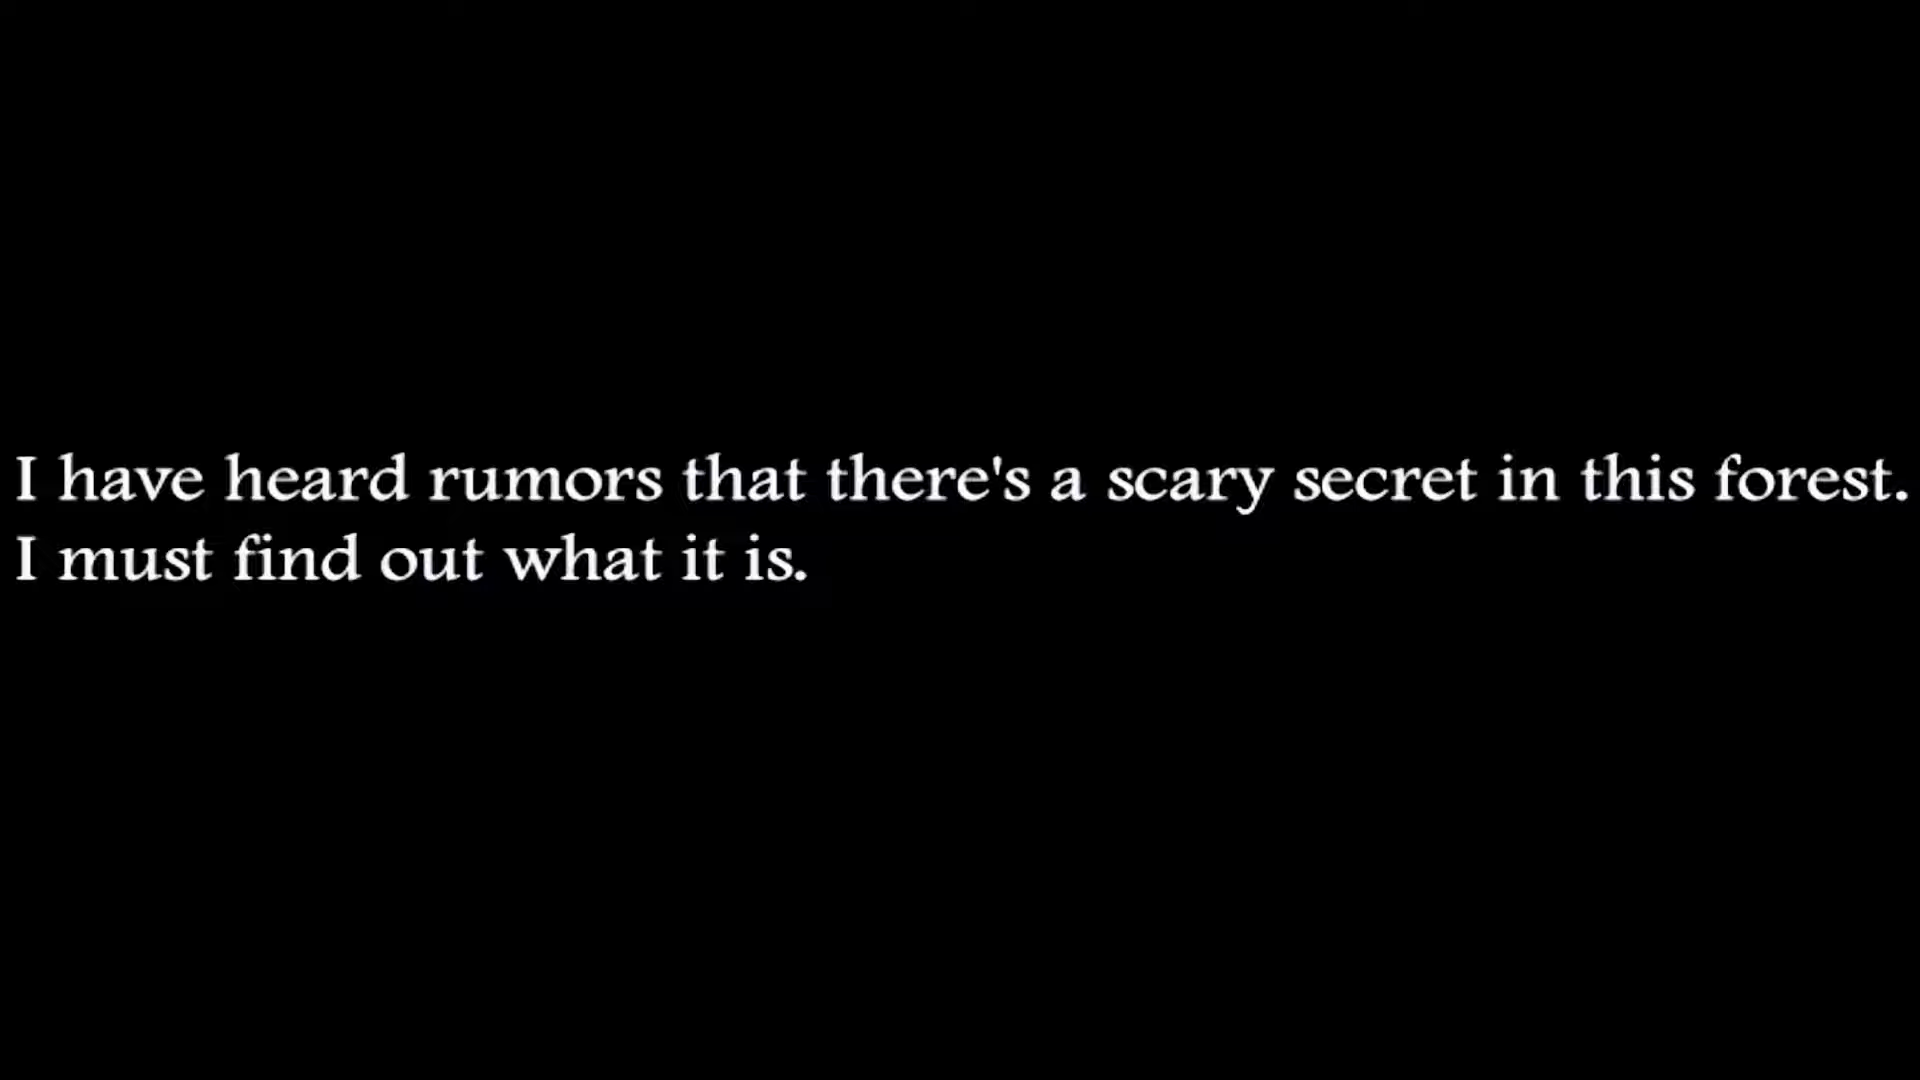 I have heard rumors that there's a scary secret in this forest.
I must find out what it is.